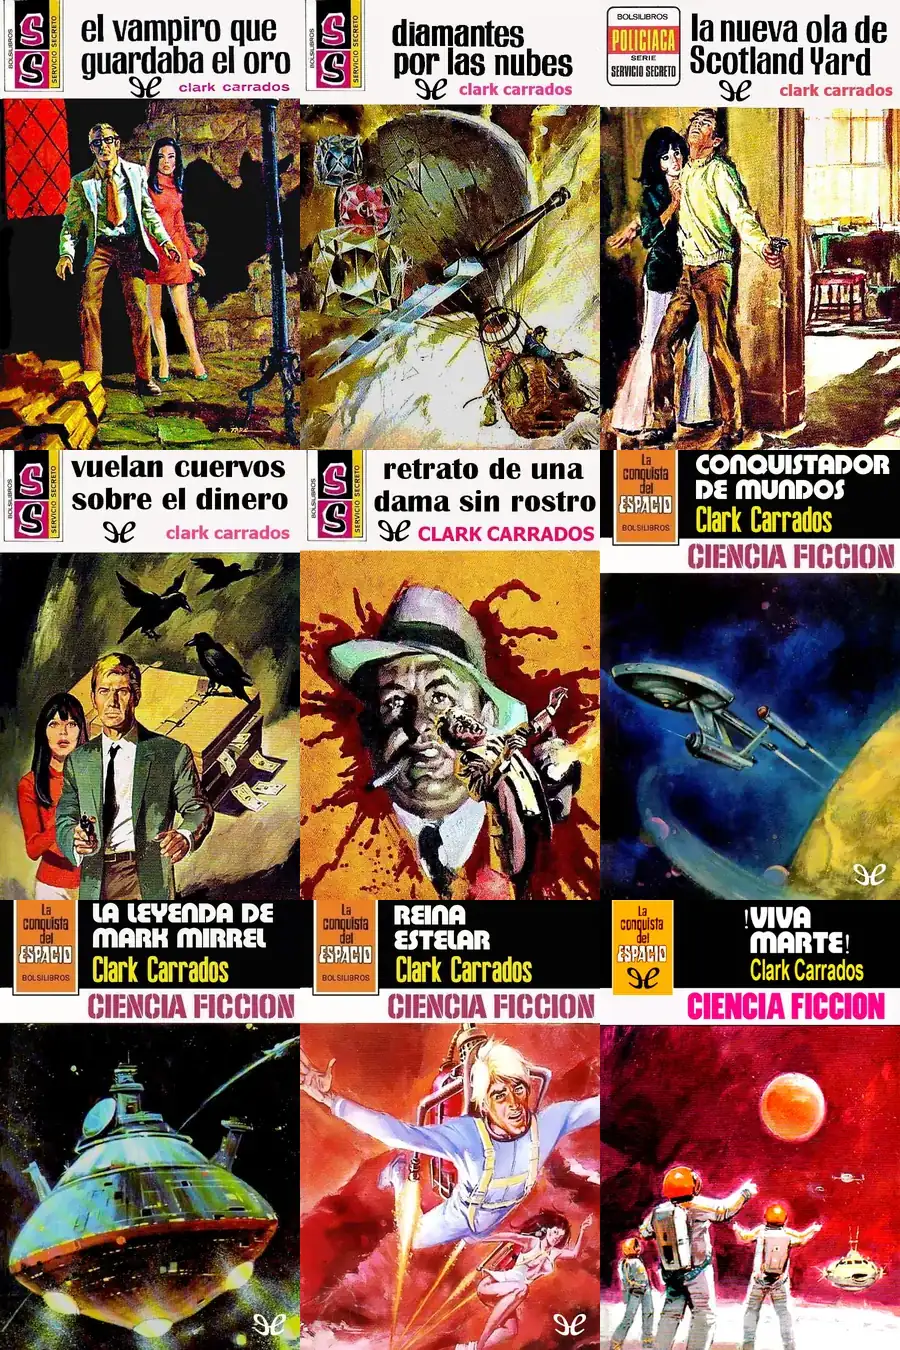 BOLSILIBROS
SS
SERVICIO SECRETO
el vampiro que
guardaba el oro
clark carrados
BOLSILIBROS
SS
SERVICIO SECRETO
diamantes
por las nubes
clark carrados
BOLSILIBROS
POLICIACA
SERIE
SERVICIO SECRETO
la nueva ola de
Scotland Yard
clark carrados
BOLSILIBROS
SS
SERVICIO SECRETO
vuelan cuervos
sobre el dinero
clark carrados
BOLSILIBROS
SS
SERVICIO SECRETO
retrato de una
dama sin rostro
CLARK CARRADOS
La
conquista
del
ESPACIO
BOLSILIBROS
CONQUISTADOR
DE MUNDOS
Clark Carrados
CIENCIA FICCION
La
conquista
del
ESPACIO
BOLSILIBROS
LA LEYENDA DE
MARK MIRREL
Clark Carrados
CIENCIA FICCION
La
conquista
del
ESPACIO
BOLSILIBROS
REINA
ESTELAR
Clark Carrados
CIENCIA FICCION
La
conquista
del
ESPACIO
¡VIVA
MARTE!
Clark Carrados
CIENCIA FICCION